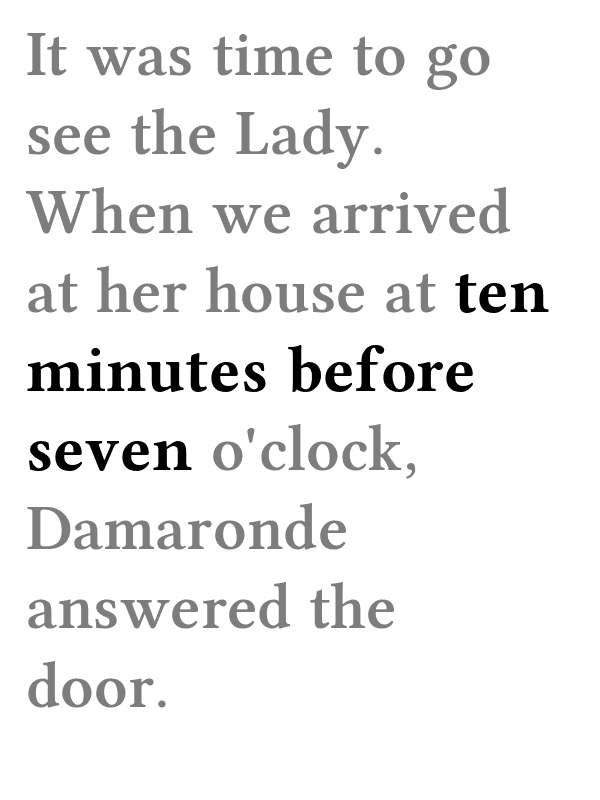 It was time to go
see the Lady.
When we arrived
at her house at ten
minutes before
seven o'clock,
Damaronde
answered the
door.